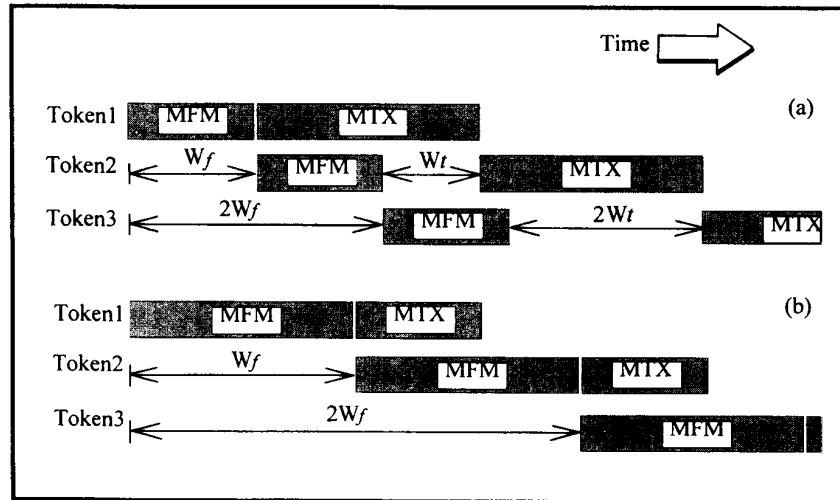 Time
(a)
Token1 MFM MTX
Token2 Wf MFM Wt MTX
Token3 2Wf MFM 2Wt MTX
(b)
Token1 MFM MTX
Token2 Wf MFM MTX
Token3 2Wf MFM